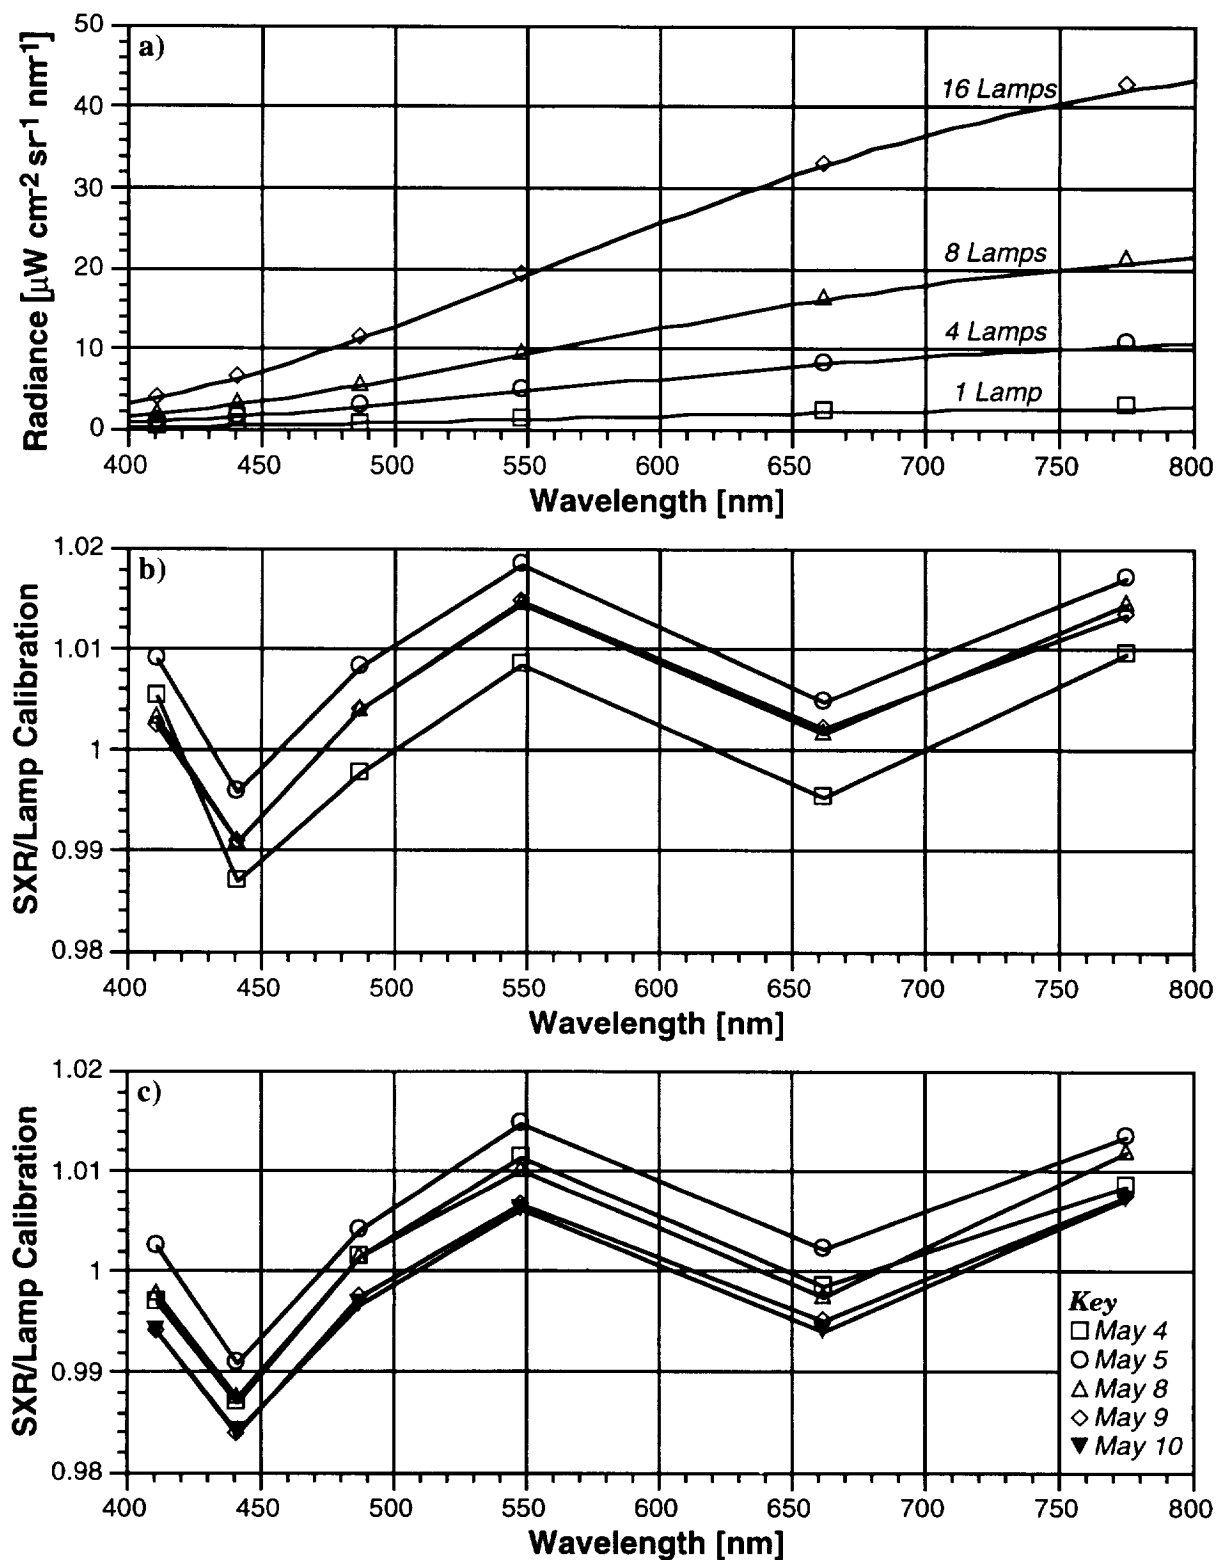 a)
50
40
30
20
10
0
Radiance [µW cm-2 sr-1 nm-1]
16 Lamps
8 Lamps
4 Lamps
1 Lamp
400 450 500 550 600 650 700 750 800
Wavelength [nm]
b)
1.02
1.01
1
0.99
0.98
SXR/Lamp Calibration
400 450 500 550 600 650 700 750 800
Wavelength [nm]
c)
1.02
1.01
1
0.99
0.98
SXR/Lamp Calibration
Key
May 4
May 5
May 8
May 9
May 10
400 450 500 550 600 650 700 750 800
Wavelength [nm]